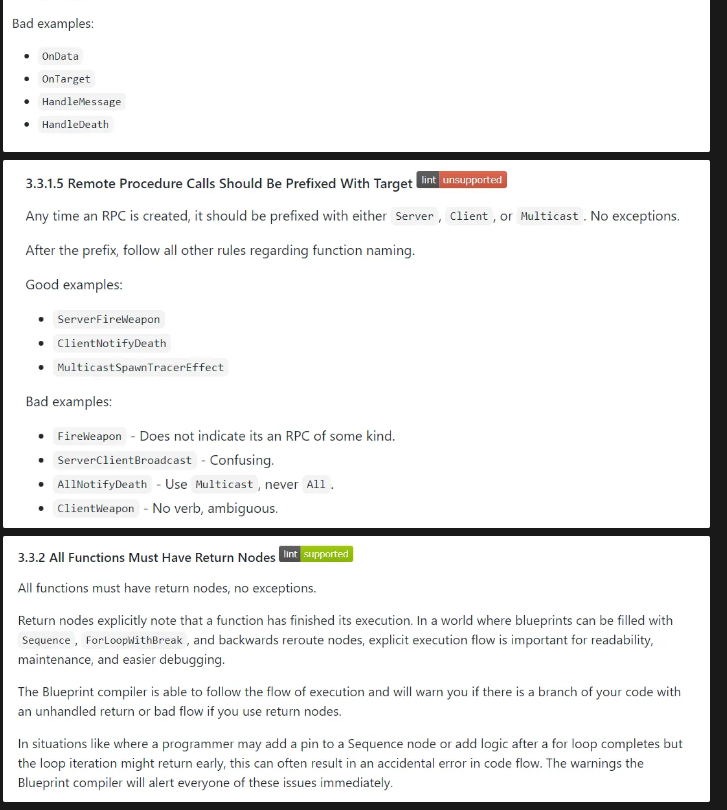 Bad examples:
OnData
OnTarget
HandleMessage
HandleDeath
3.3.1.5 Remote Procedure Calls Should Be Prefixed With Target lint unsupported
Any time an RPC is created, it should be prefixed with either Server, Client, or Multicast. No exceptions.
After the prefix, follow all other rules regarding function naming.
Good examples:
ServerFireWeapon
ClientNotifyDeath
MulticastSpawnTracerEffect
Bad examples:
FireWeapon - Does not indicate its an RPC of some kind.
ServerClientBroadcast - Confusing.
AllNotifyDeath - Use Multicast, never All.
ClientWeapon - No verb, ambiguous.
3.3.2 All Functions Must Have Return Nodes lint supported
All functions must have return nodes, no exceptions.
Return nodes explicitly note that a function has finished its execution. In a world where blueprints can be filled with
Sequence, ForLoopWithBreak, and backwards reroute nodes, explicit execution flow is important for readability,
maintenance, and easier debugging.
The Blueprint compiler is able to follow the flow of execution and will warn you if there is a branch of your code with
an unhandled return or bad flow if you use return nodes.
In situations like where a programmer may add a pin to a Sequence node or add logic after a for loop completes but
the loop iteration might return early, this can often result in an accidental error in code flow. The warnings the
Blueprint compiler will alert everyone of these issues immediately.